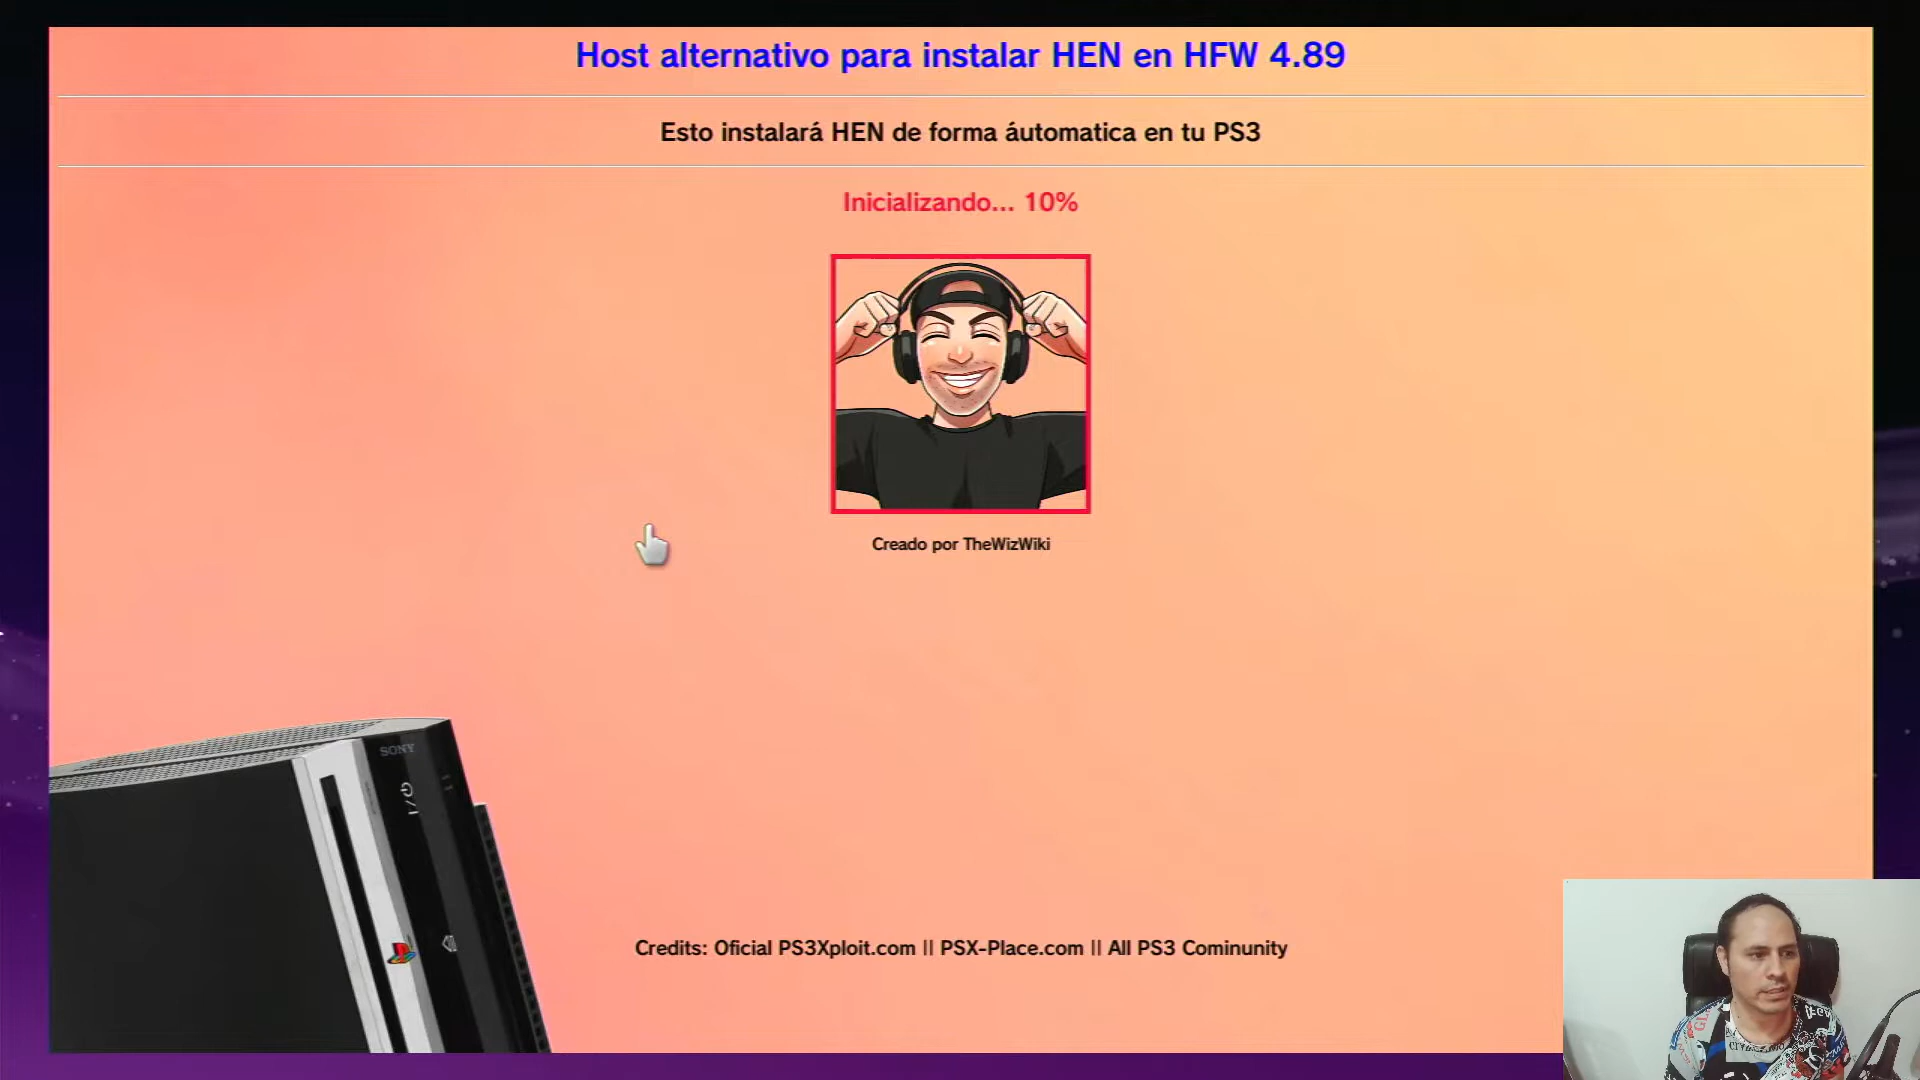 Host alternativo para instalar HEN en HFW 4.89
Esto instalará HEN de forma áutomatica en tu PS3
Inicializando... 10%
Creado por TheWizWiki
SONY
Credits: Oficial PS3Xploit.com || PSX-Place.com || All PS3 Cominunity